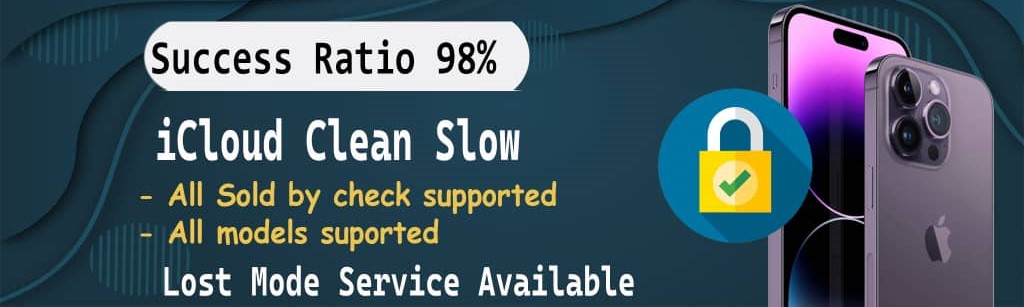 Success Ratio 98%
iCloud Clean Slow
- All Sold by check supported
- All models suported
Lost Mode Service Available